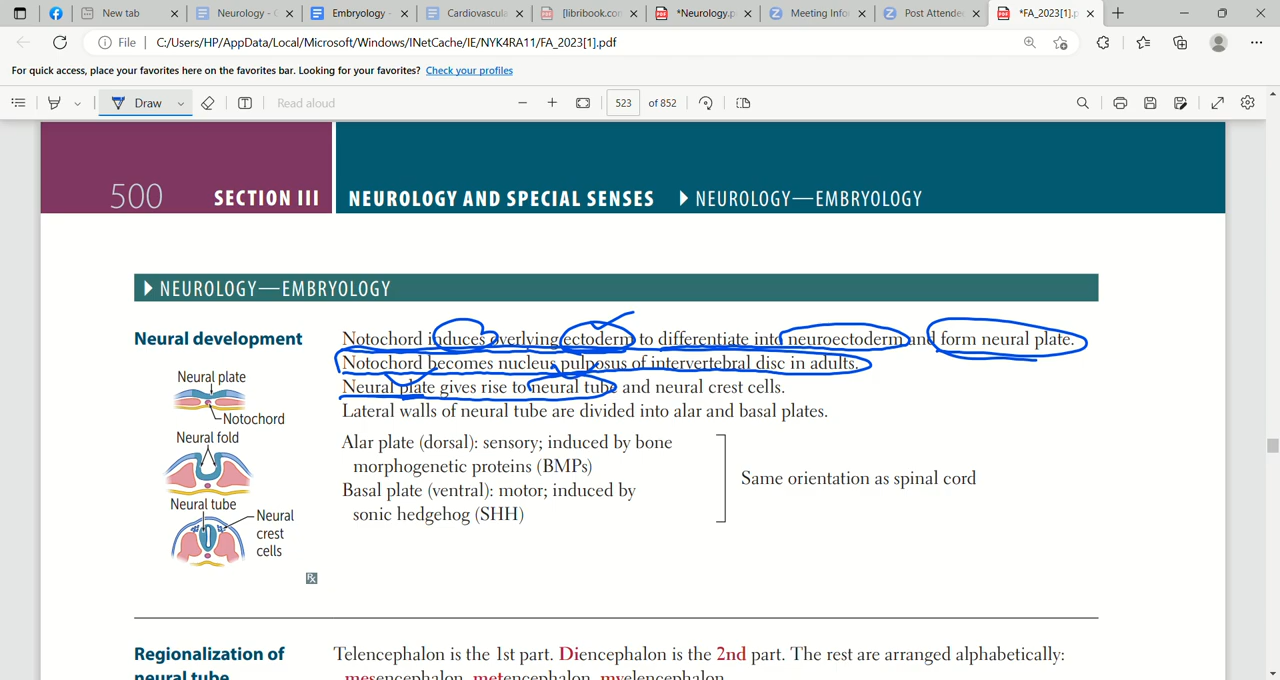 New tab
Neurology - G
Embryology -
Cardiovascula
[libribook.con
*Neurology.p
Meeting Info
Post Attende
*FA_2023[1].p
File
C:/Users/HP/AppData/Local/Microsoft/Windows/INetCache/IE/NYK4RA11/FA_2023[1].pdf
For quick access, place your favorites here on the favorites bar. Looking for your favorites? Check your profiles
Draw
Read aloud
523 of 852
500 SECTION III NEUROLOGY AND SPECIAL SENSES ▶ NEUROLOGY—EMBRYOLOGY
▶ NEUROLOGY—EMBRYOLOGY
Neural development
Notochord induces overlying ectoderm to differentiate into neuroectoderm and form neural plate.
Notochord becomes nucleus pulposus of intervertebral disc in adults.
Neural plate gives rise to neural tube and neural crest cells.
Lateral walls of neural tube are divided into alar and basal plates.
Alar plate (dorsal): sensory; induced by bone
morphogenetic proteins (BMPs)
Basal plate (ventral): motor; induced by
sonic hedgehog (SHH)
Same orientation as spinal cord
Neural plate
Notochord
Neural fold
Neural tube
Neural
crest
cells
Rx
Regionalization of
neural tube
Telencephalon is the 1st part. Diencephalon is the 2nd part. The rest are arranged alphabetically:
mesencephalon, metencephalon, myelencephalon.